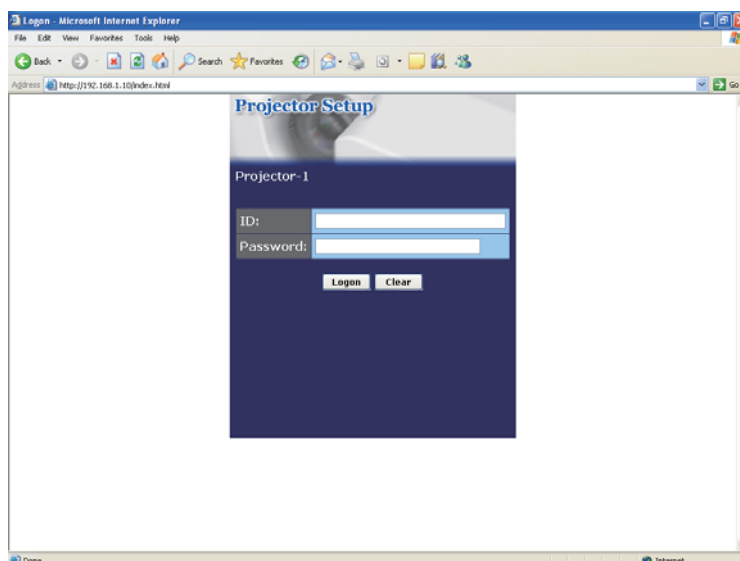 Logon - Microsoft Internet Explorer
File Edit View Favorites Tools Help
Back Search Favorites
Address http://192.168.1.10/index.html Go
Projector Setup
Projector-1
ID:
Password:
Logon Clear
Done Internet